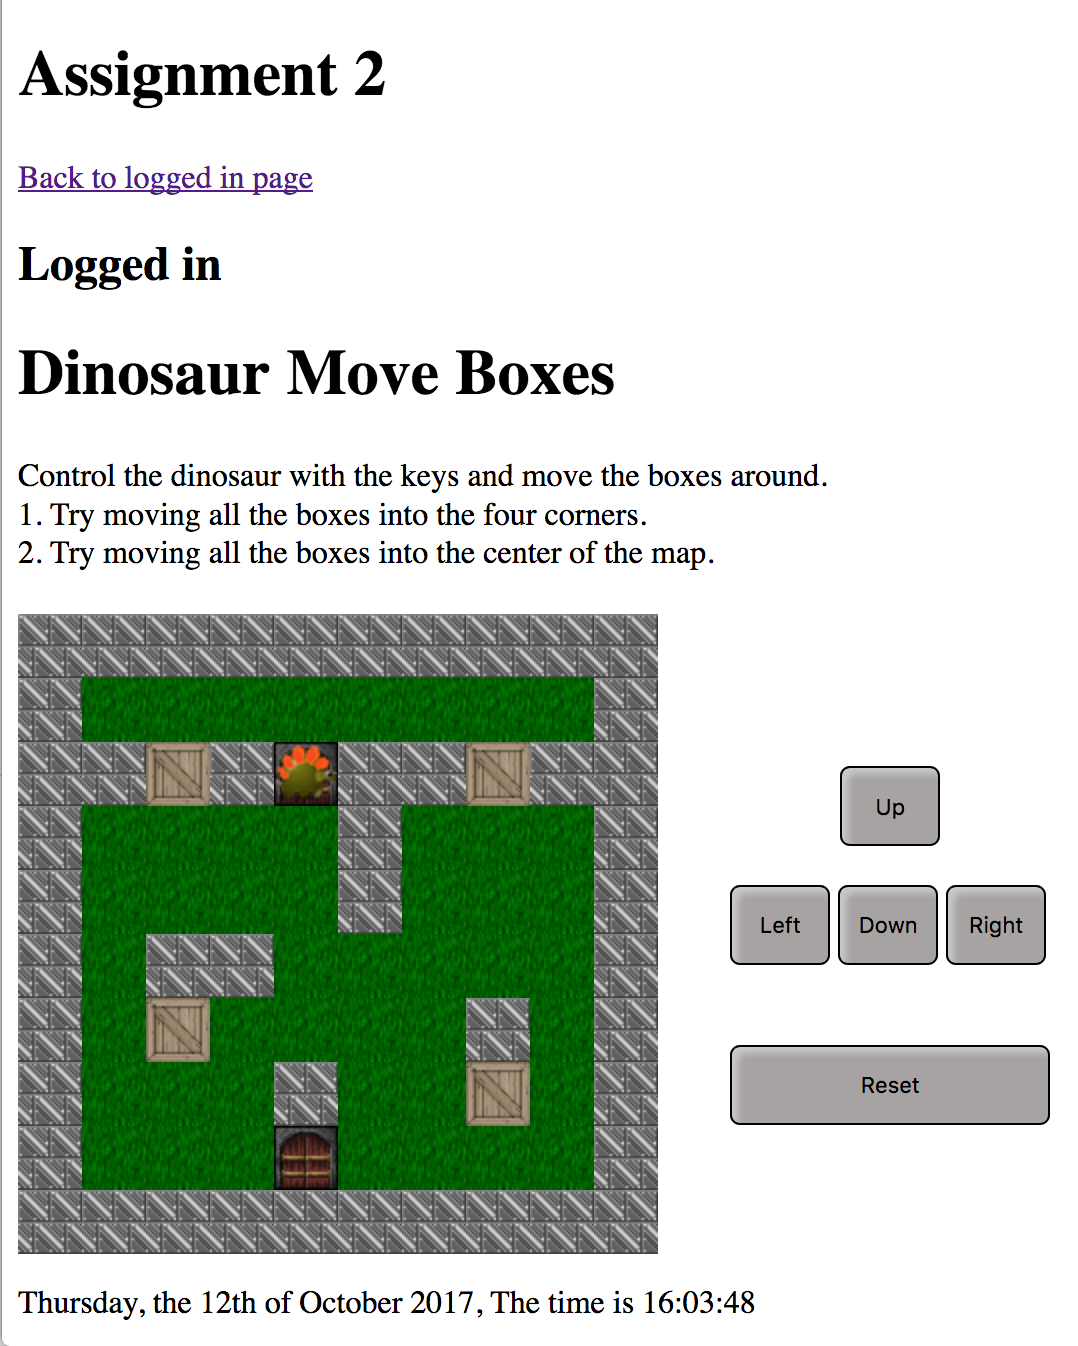 Assignment 2
Back to logged in page
Logged in
Dinosaur Move Boxes
Control the dinosaur with the keys and move the boxes around.
1. Try moving all the boxes into the four corners.
2. Try moving all the boxes into the center of the map.
Up
Left Down Right
Reset
Thursday, the 12th of October 2017, The time is 16:03:48